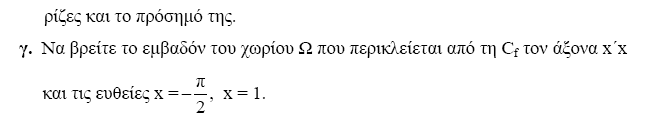 ρίζες και το πρόσημό της.
γ. Να βρείτε το εμβαδόν του χωρίου Ω που περικλείεται από τη Cf τον άξονα x΄x
και τις ευθείες x = −π/2, x = 1.